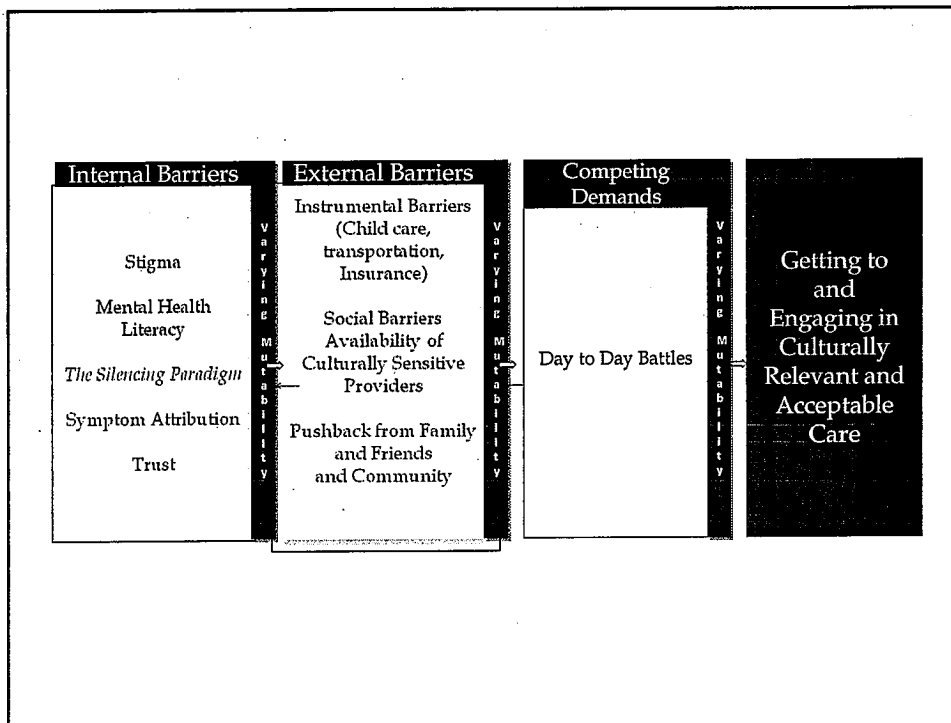 Internal Barriers
Stigma
Mental Health
Literacy
The Silencing Paradigm
Symptom Attribution
Trust
Varying Mutability
External Barriers
Instrumental Barriers
(Child care,
transportation,
Insurance)
Social Barriers
Availability of
Culturally Sensitive
Providers
Pushback from Family
and Friends
and Community
Varying Mutability
Competing
Demands
Day to Day Battles
Varying Mutability
Getting to
and
Engaging in
Culturally
Relevant and
Acceptable
Care